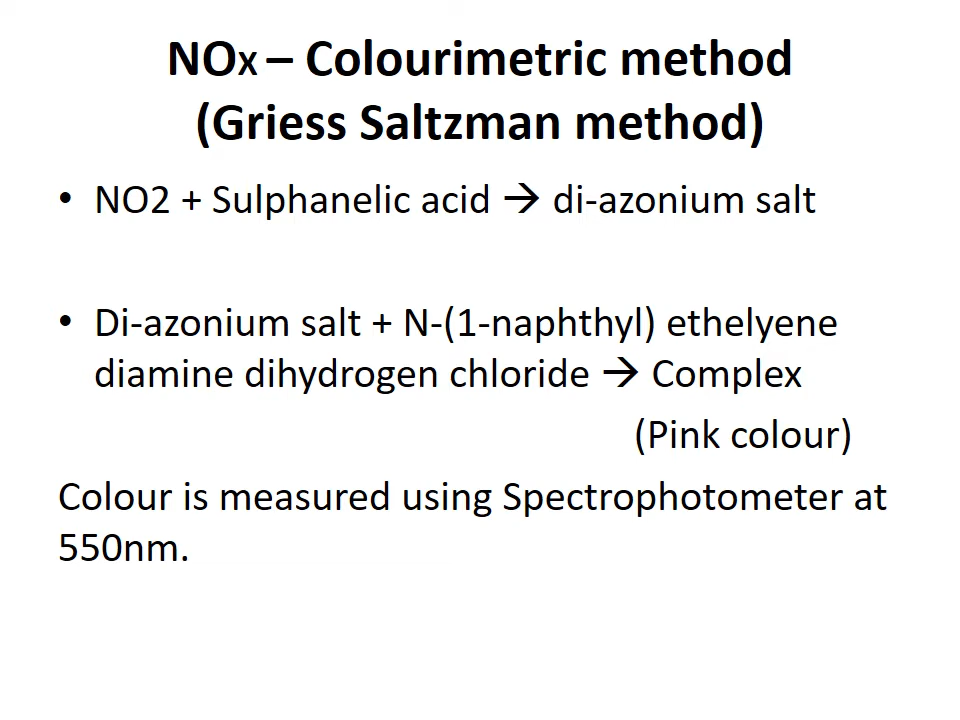 NOx – Colourimetric method
(Griess Saltzman method)
• NO2 + Sulphanelic acid → di-azonium salt
• Di-azonium salt + N-(1-naphthyl) ethelyene
diamine dihydrogen chloride → Complex
(Pink colour)
Colour is measured using Spectrophotometer at
550nm.